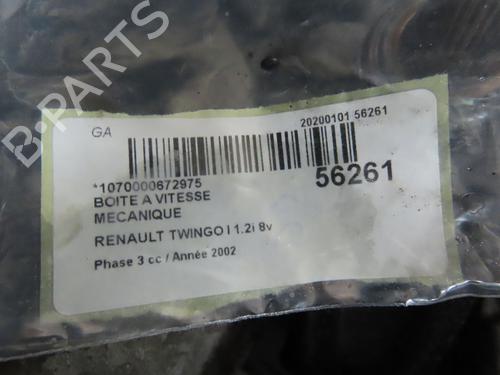 B-PARTS
GA
20200101 56261
*1070000672975
56261
BOITE A VITESSE
MECANIQUE
RENAULT TWINGO I 1.2i 8v
Phase 3 cc / Année 2002